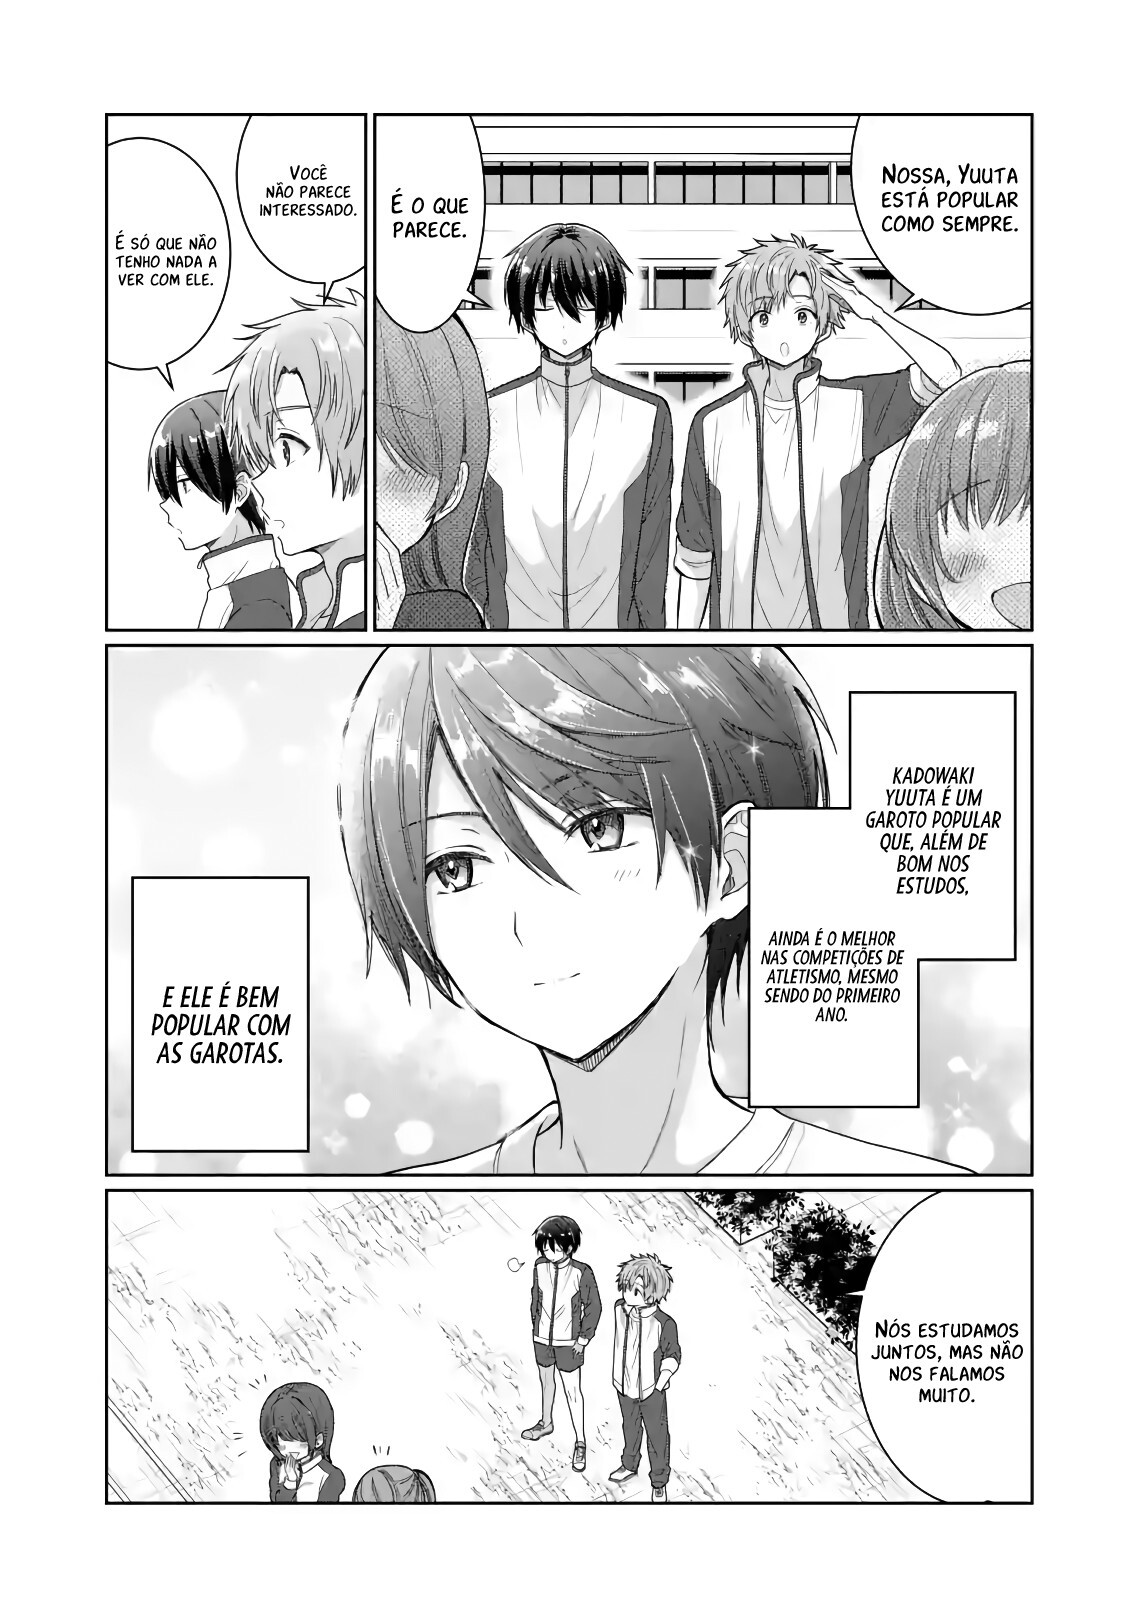 Nossa, Yuuta
está popular
como sempre.
É o que
parece.
Você
não parece
interessado.
É só que não
tenho nada a
ver com ele.
KADOWAKI
YUUTA É UM
GAROTO POPULAR
QUE, ALÉM DE
BOM NOS
ESTUDOS,
AINDA É O MELHOR
NAS COMPETIÇÕES DE
ATLETISMO, MESMO
SENDO DO PRIMEIRO
ANO.
E ELE É BEM
POPULAR COM
AS GAROTAS.
Nós estudamos
juntos, mas não
nos falamos
muito.